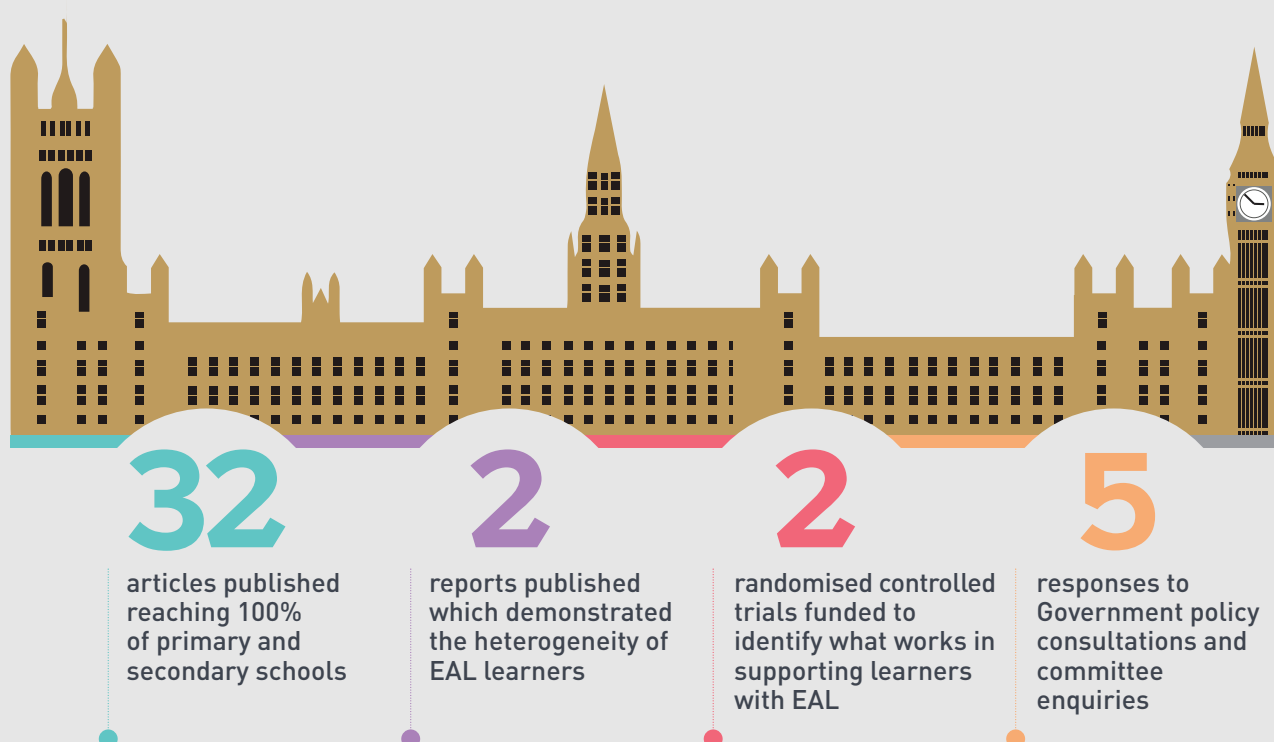 32
articles published
reaching 100%
of primary and
secondary schools
2
reports published
which demonstrated
the heterogeneity of
EAL learners
2
randomised controlled
trials funded to
identify what works in
supporting learners
with EAL
5
responses to
Government policy
consultations and
committee
enquiries